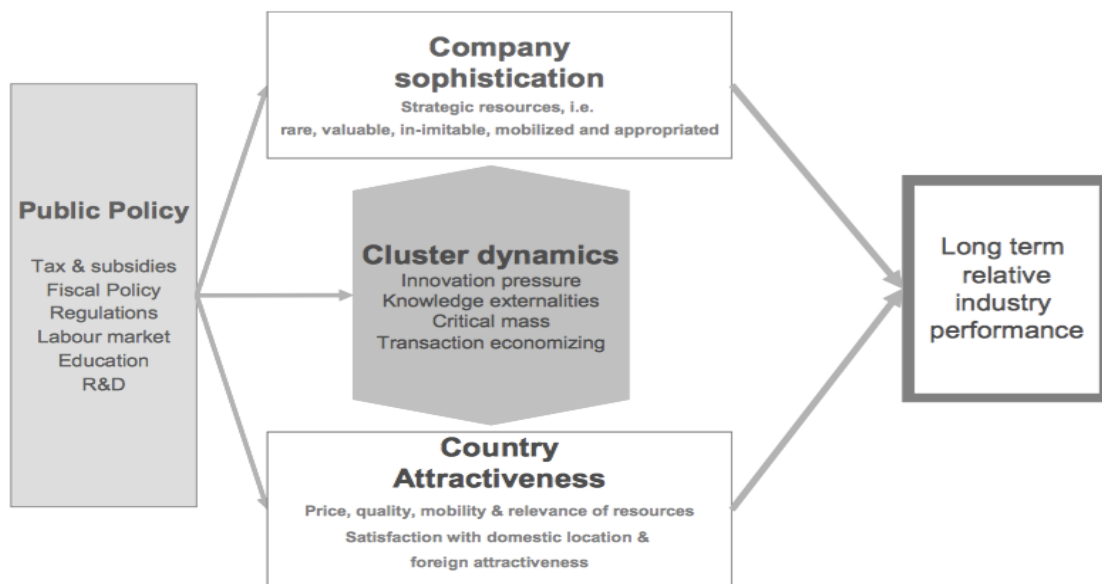 Public Policy
Tax & subsidies
Fiscal Policy
Regulations
Labour market
Education
R&D
Company
sophistication
Strategic resources, i.e.
rare, valuable, in-imitable, mobilized and appropriated
Cluster dynamics
Innovation pressure
Knowledge externalities
Critical mass
Transaction economizing
Country
Attractiveness
Price, quality, mobility & relevance of resources
Satisfaction with domestic location &
foreign attractiveness
Long term
relative
industry
performance